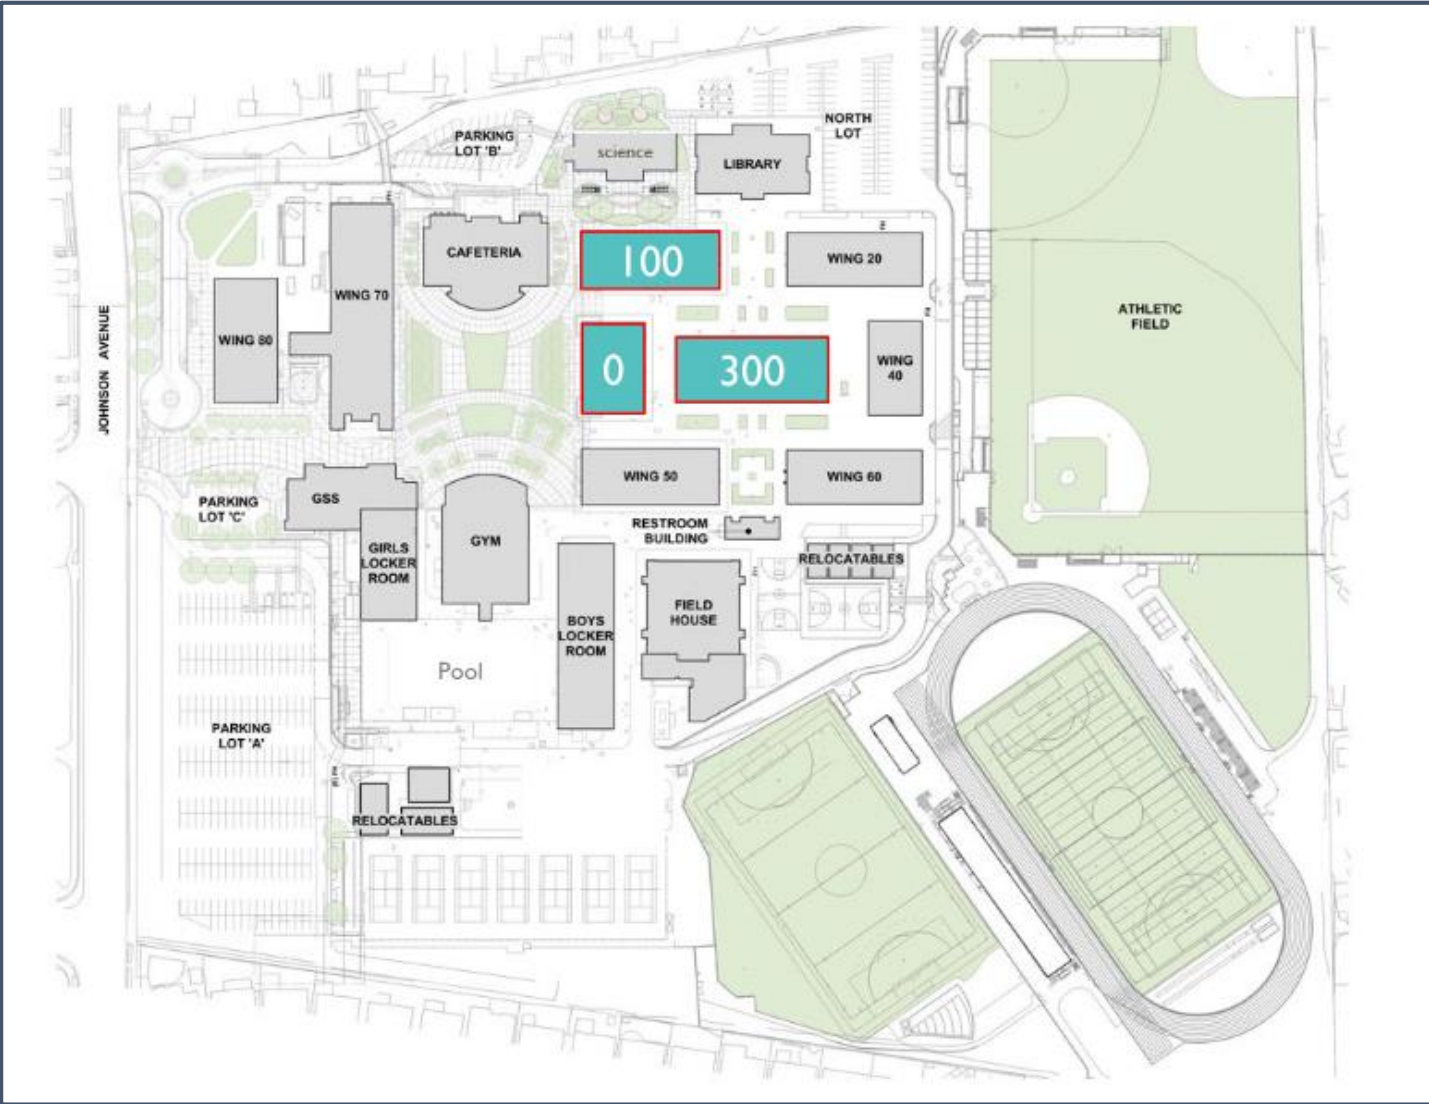 PARKING
LOT 'B'
science
LIBRARY
NORTH
LOT
CAFETERIA
100
WING 20
WING 70
WING 80
JOHNSON AVENUE
0
300
WING
40
ATHLETIC
FIELD
WING 50
WING 60
GSS
PARKING
LOT 'C'
GIRLS
LOCKER
ROOM
GYM
RESTROOM
BUILDING
RELOCATABLES
BOYS
LOCKER
ROOM
FIELD
HOUSE
Pool
PARKING
LOT 'A'
RELOCATABLES